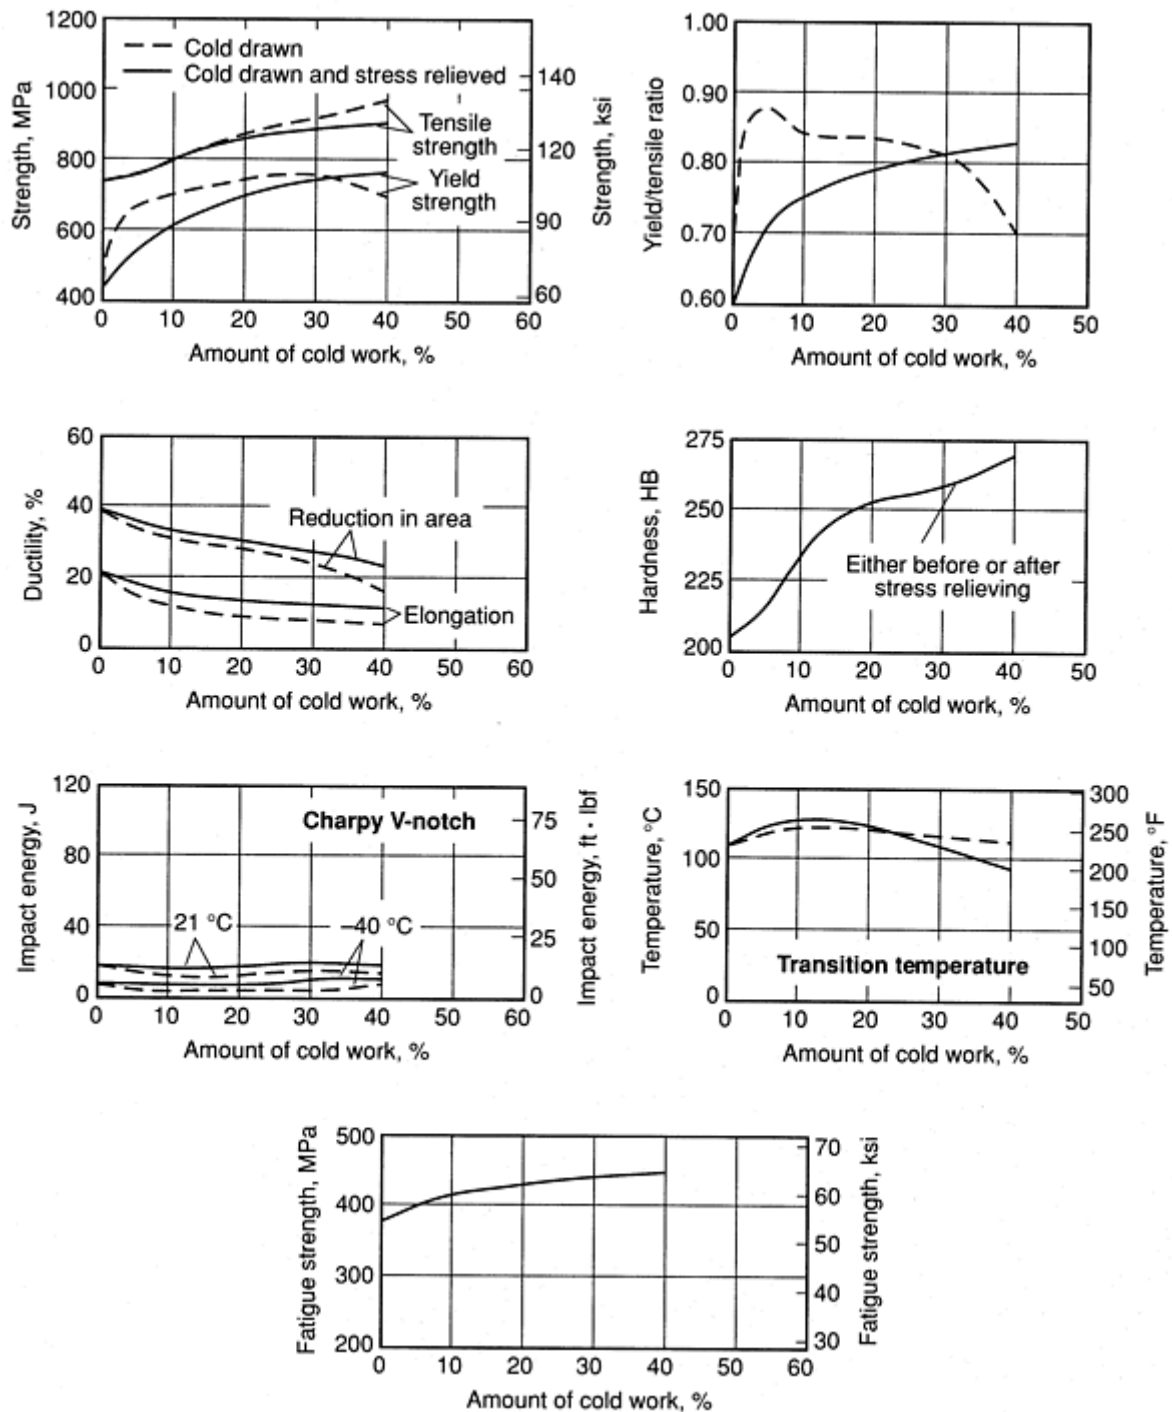 1200
1000
800
600
400
Strength, MPa
Cold drawn
Cold drawn and stress relieved
Tensile
strength
Yield
strength
140
120
90
60
Strength, ksi
0 10 20 30 40 50 60
Amount of cold work, %
1.00
0.90
0.80
0.70
0.60
Yield/tensile ratio
0 10 20 30 40 50
Amount of cold work, %
60
40
20
0
Ductility, %
Reduction in area
Elongation
0 10 20 30 40 50 60
Amount of cold work, %
275
250
225
200
Hardness, HB
Either before or after
stress relieving
0 10 20 30 40 50
Amount of cold work, %
120
80
40
0
Impact energy, J
Charpy V-notch
21 °C
-40 °C
75
50
25
0
Impact energy, ft · lbf
0 10 20 30 40 50 60
Amount of cold work, %
150
100
50
0
Temperature, °C
Transition temperature
300
250
200
150
100
50
Temperature, °F
0 10 20 30 40 50
Amount of cold work, %
500
400
300
200
Fatigue strength, MPa
70
60
50
40
30
Fatigue strength, ksi
0 10 20 30 40 50 60
Amount of cold work, %